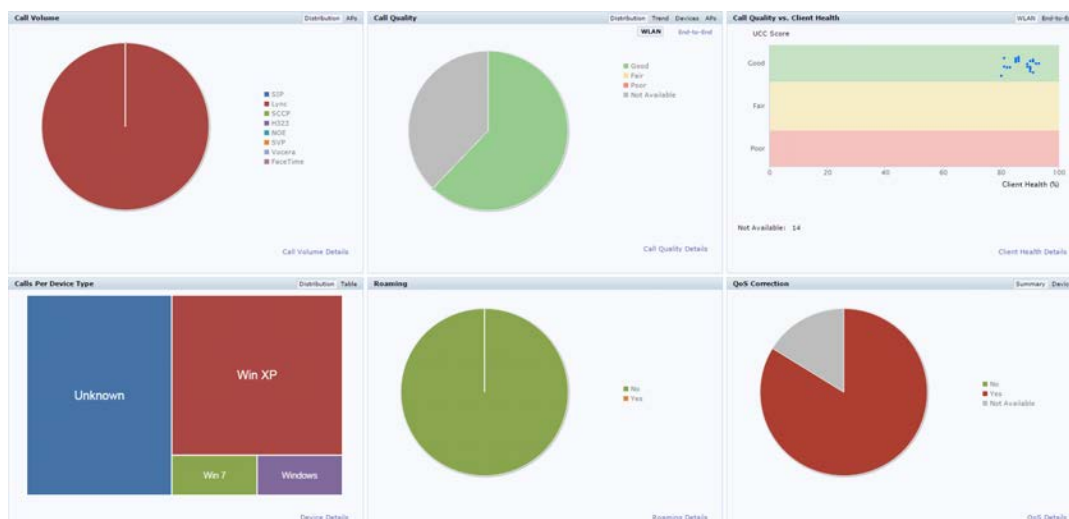 Call Volume
Distribution APs
SIP
Lync
SCCP
H323
NOE
SVP
Vocera
FaceTime
Call Volume Details
Call Quality
Distribution Trend Devices APs
WLAN End-to-End
Good
Fair
Poor
Not Available
Call Quality Details
Call Quality vs. Client Health
WLAN End-to-E
UCC Score
Good
Fair
Poor
0 20 40 60 80 100
Client Health (%)
Not Available: 14
Client Health Details
Calls Per Device Type
Distribution Table
Unknown
Win XP
Win 7
Windows
Device Details
Roaming
No
Yes
Roaming Details
QoS Correction
Summary Devic
No
Yes
Not Available
QoS Details